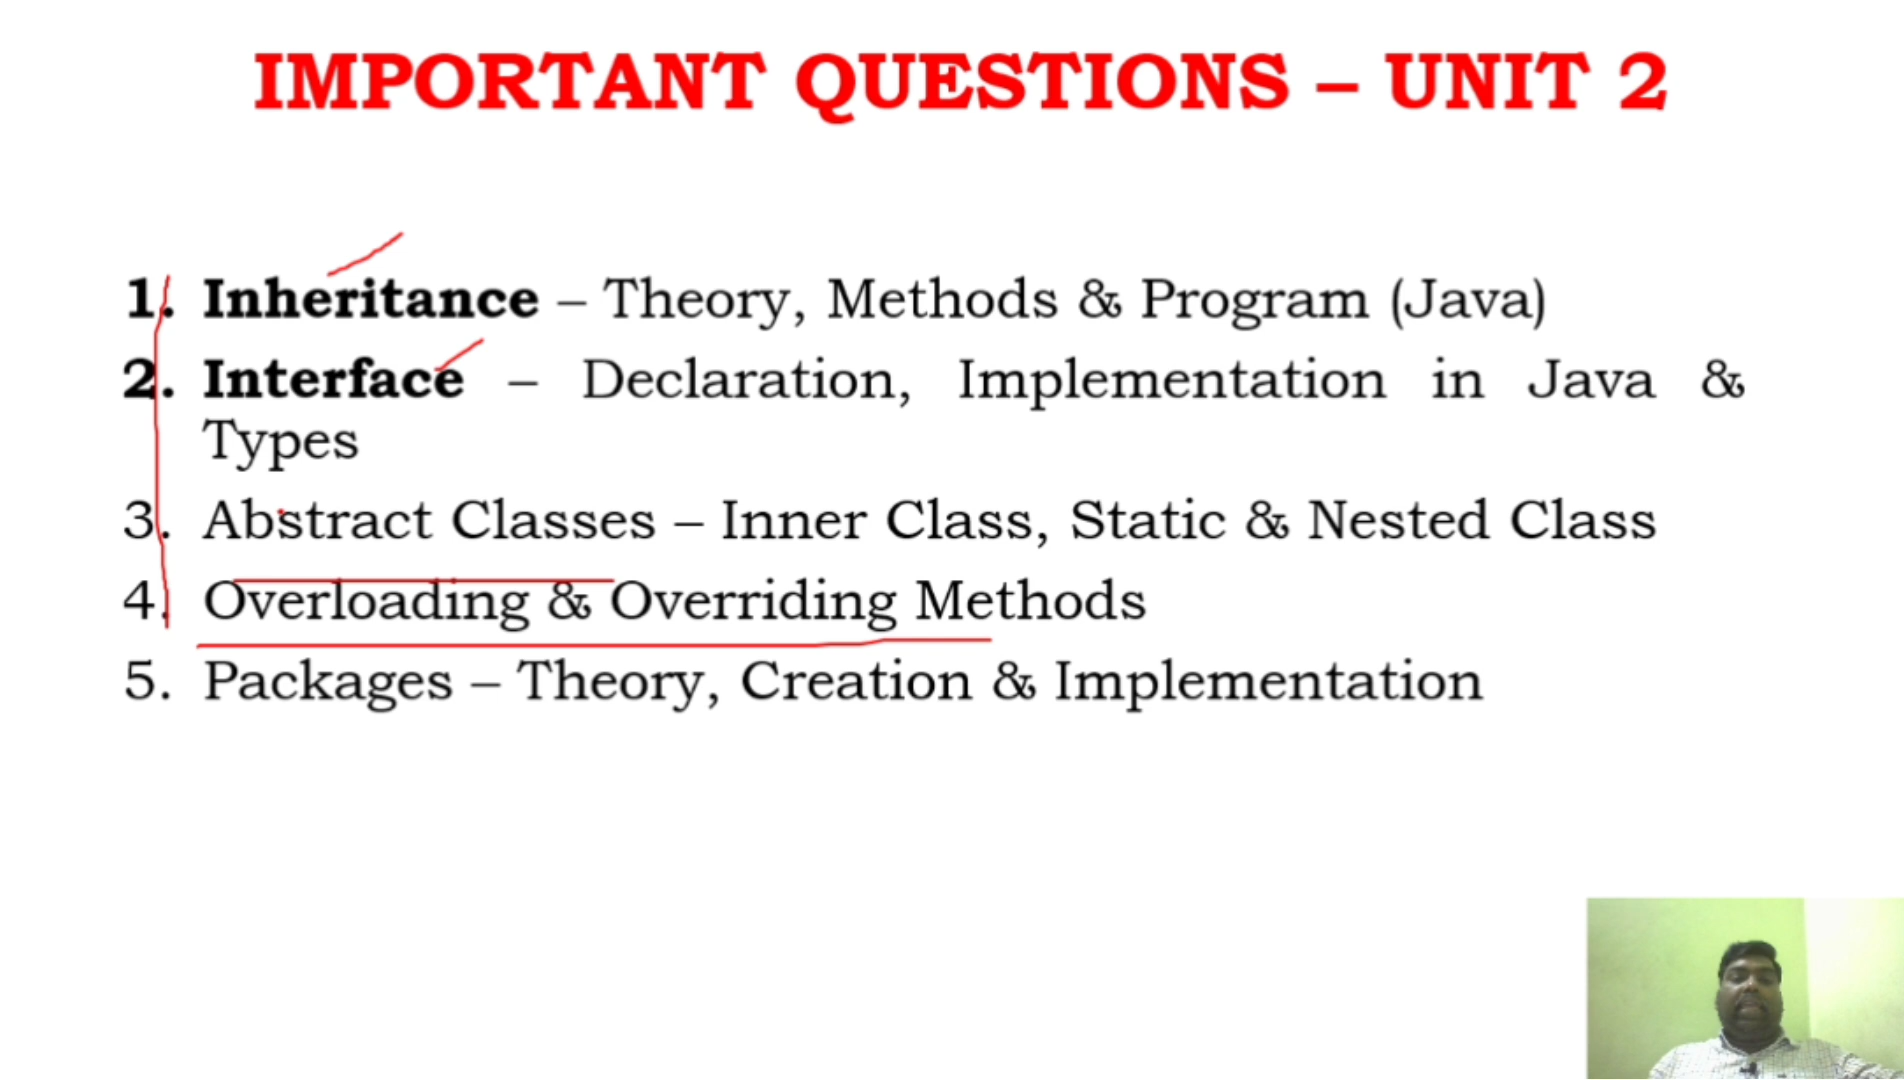 IMPORTANT QUESTIONS – UNIT 2
1. Inheritance – Theory, Methods & Program (Java)
2. Interface – Declaration, Implementation in Java &
Types
3. Abstract Classes – Inner Class, Static & Nested Class
4. Overloading & Overriding Methods
5. Packages – Theory, Creation & Implementation